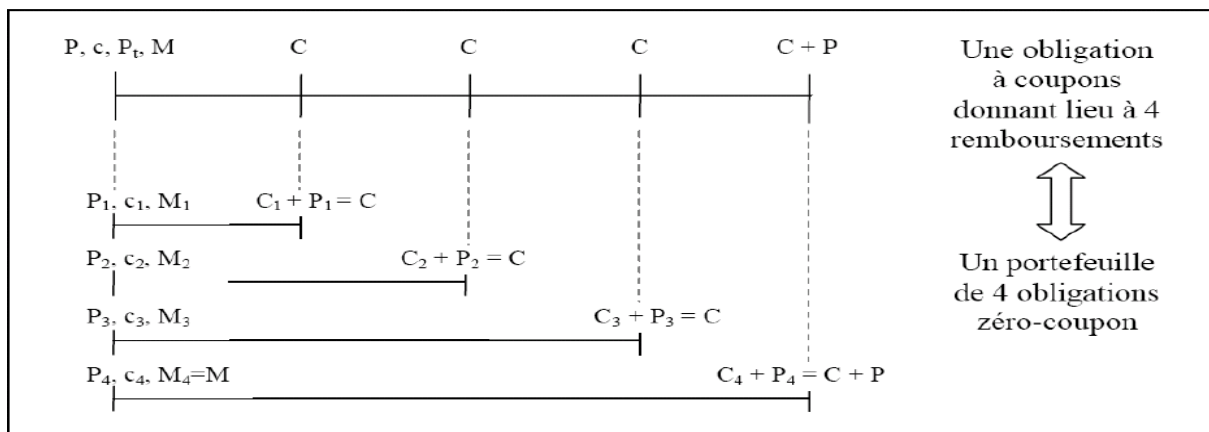 P, c, Pₜ, M C C C C + P
P₁, c₁, M₁ C₁ + P₁ = C
P₂, c₂, M₂ C₂ + P₂ = C
P₃, c₃, M₃ C₃ + P₃ = C
P₄, c₄, M₄=M C₄ + P₄ = C + P
Une obligation
à coupons
donnant lieu à 4
remboursements
Un portefeuille
de 4 obligations
zéro-coupon